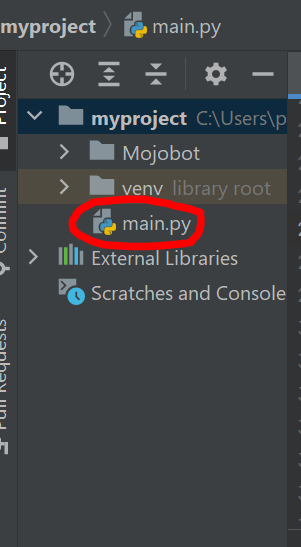 myproject main.py
Project
myproject C:\Users\p
Mojobot
venv library root
main.py
External Libraries
Scratches and Console
Commit
Pull Requests